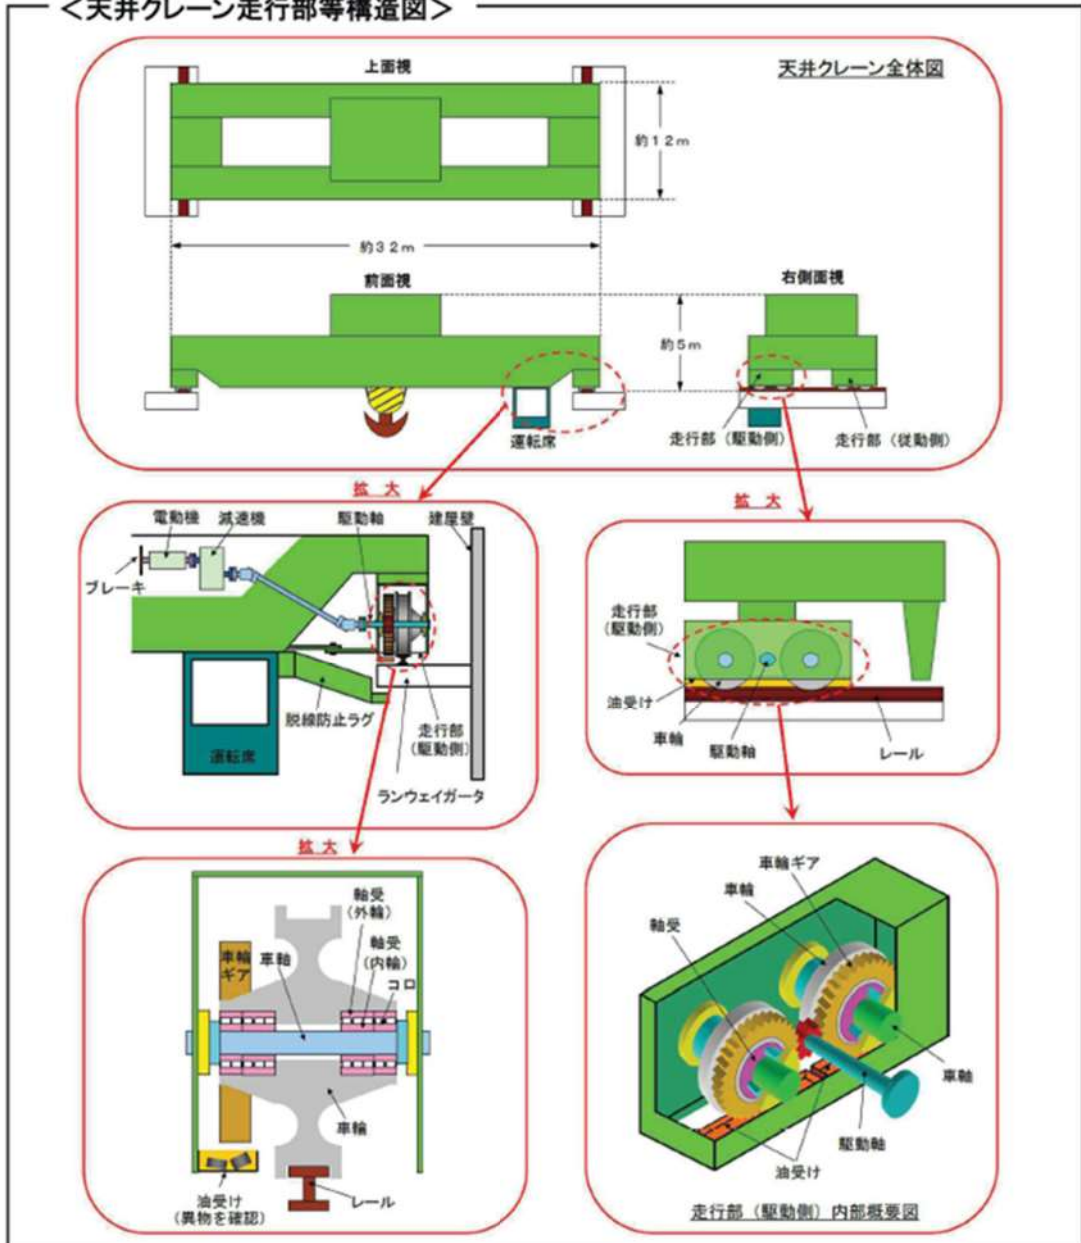 <天井クレーン走行部等構造図>
上面視
天井クレーン全体図
約12m
約32m
前面視
右側面視
約5m
運転席
走行部(駆動側)
走行部(従動側)
拡大
拡大
電動機
減速機
駆動軸
建屋壁
ブレーキ
脱線防止ラグ
走行部
(駆動側)
運転席
ランウェイガータ
走行部
(駆動側)
油受け
車輪
駆動軸
レール
拡大
軸受
(外輪)
軸受
(内輪)
コロ
車輪
ギア
車軸
車輪
油受け
(異物を確認)
レール
車輪ギア
車輪
軸受
車軸
駆動軸
油受け
走行部(駆動側)内部概要図